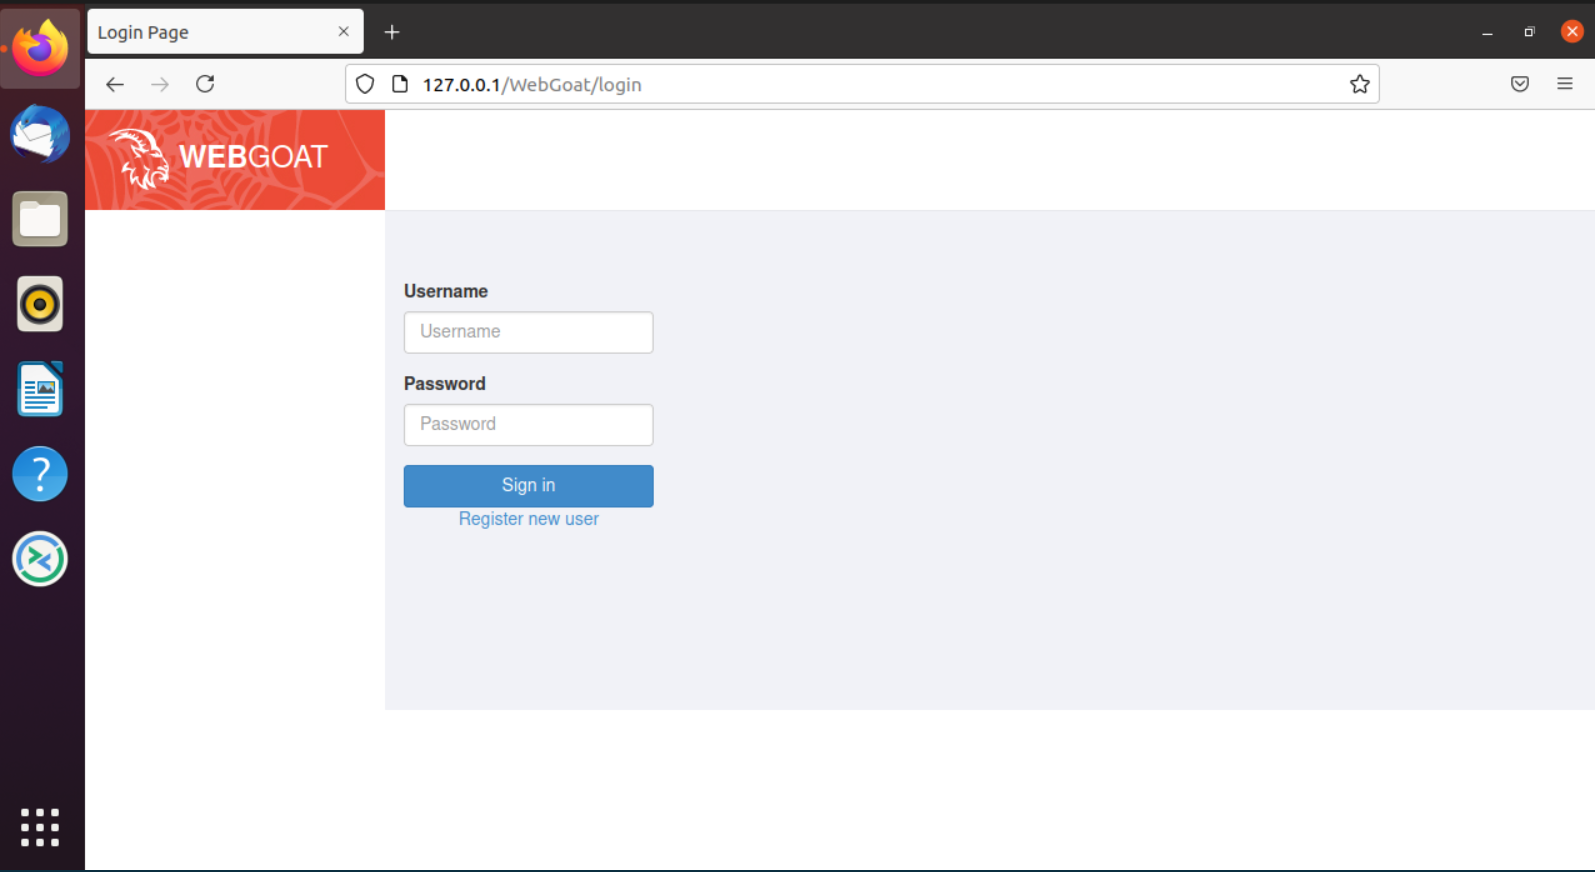 Login Page
127.0.0.1/WebGoat/login
WEBGOAT
Username
Username
Password
Password
Sign in
Register new user